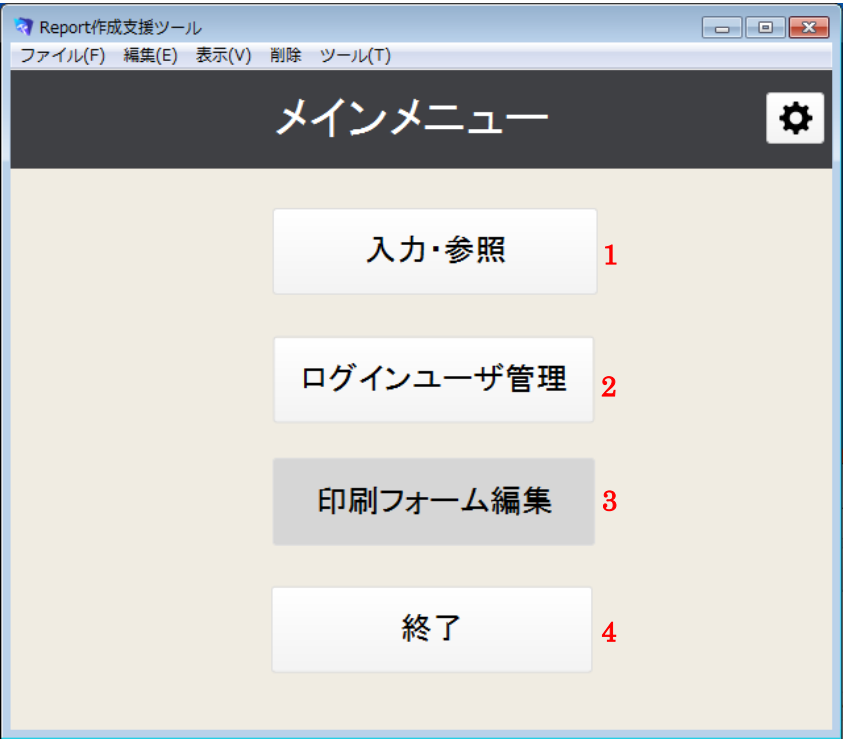 Report作成支援ツール
ファイル(F) 編集(E) 表示(V) 削除 ツール(T)
メインメニュー
入力・参照 1
ログインユーザ管理 2
印刷フォーム編集 3
終了 4